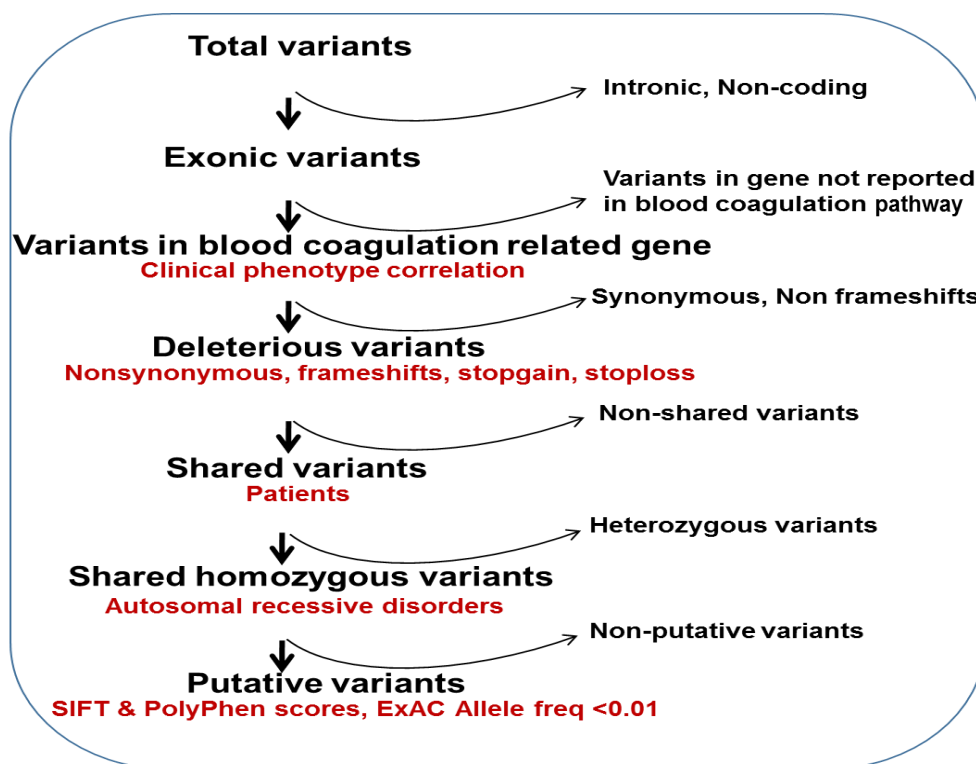 Total variants
Intronic, Non-coding
Exonic variants
Variants in gene not reported
in blood coagulation pathway
Variants in blood coagulation related gene
Clinical phenotype correlation
Synonymous, Non frameshifts
Deleterious variants
Nonsynonymous, frameshifts, stopgain, stoploss
Non-shared variants
Shared variants
Patients
Heterozygous variants
Shared homozygous variants
Autosomal recessive disorders
Non-putative variants
Putative variants
SIFT & PolyPhen scores, ExAC Allele freq <0.01